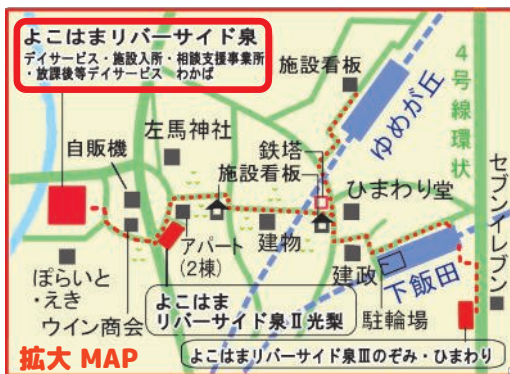 よこはまリバーサイド泉
デイサービス・施設入所・相談支援事業所
・放課後等デイサービス わかば
施設看板
ゆめが丘
4号線環状
左馬神社
自販機
施設看板
鉄塔
ひまわり堂
セブンイレブン
アパート
(2棟)
建物
建政
下飯田
駐輪場
ぽらいと
・えき
ウイン商会
よこはま
リバーサイド泉Ⅱ光梨
よこはまリバーサイド泉Ⅲのぞみ・ひまわり
拡大 MAP